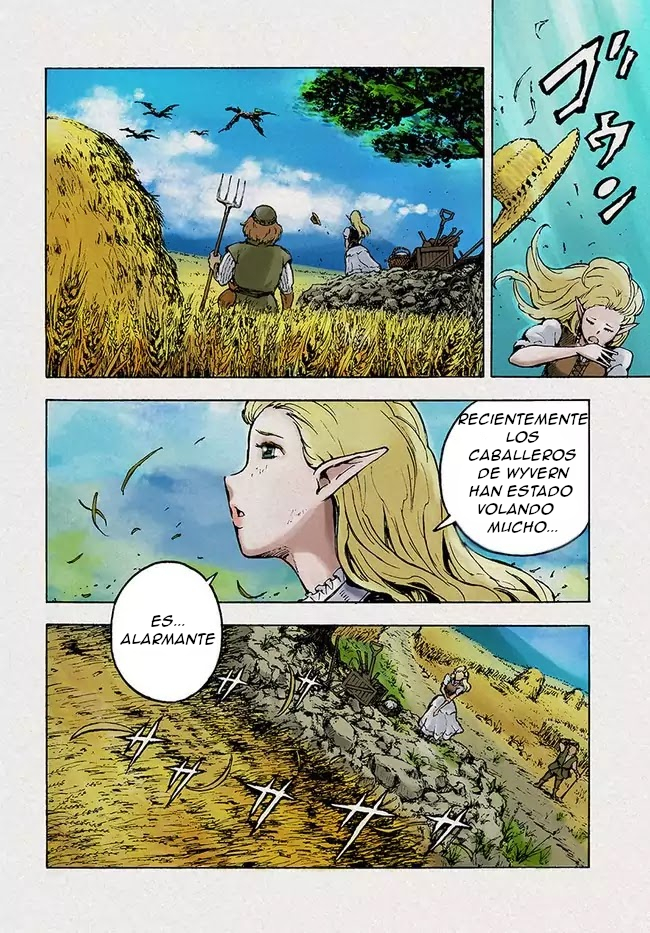 ゴウン
RECIENTEMENTE
LOS
CABALLEROS
DE WYVERN
HAN ESTADO
VOLANDO
MUCHO...
ES...
ALARMANTE
ザ
ザ
ザ
ザ
ザ
ザ